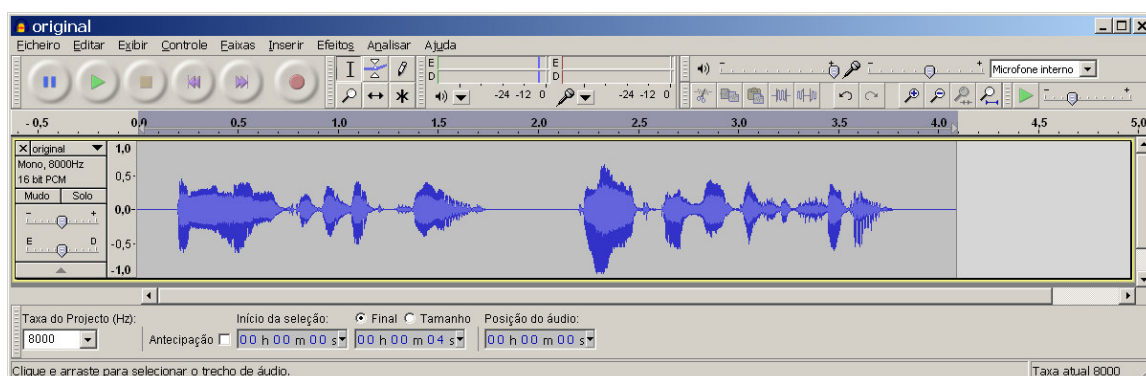 original
Ficheiro Editar Exibir Controle Faixas Inserir Efeitos Analisar Ajuda
E
D
-24 -12 0
E
D
-24 -12 0
Microfone interno
- 0,5 0,0 0.5 1.0 1.5 2.0 2.5 3.0 3.5 4.0 4,5 5,0
original
Mono, 8000Hz
16 bit PCM
Mudo Solo
- +
E D
1,0
0,5
0,0
-0,5
-1,0
Taxa do Projecto (Hz): Início da seleção: Final Tamanho Posição do áudio:
8000 Antecipação 00 h 00 m 00 s 00 h 00 m 04 s 00 h 00 m 00 s
Clique e arraste para selecionar o trecho de áudio. Taxa atual 8000